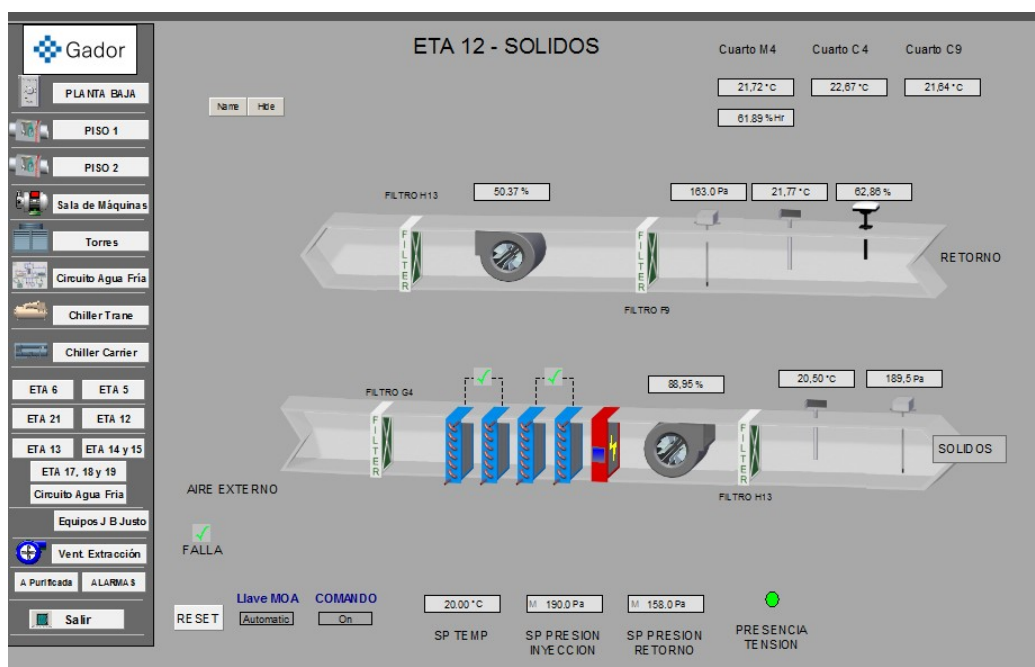 Gador
PLANTA BAJA
PISO 1
PISO 2
Sala de Máquinas
Torres
Circuito Agua Fría
Chiller Trane
Chiller Carrier
ETA 6 ETA 5
ETA 21 ETA 12
ETA 13 ETA 14 y 15
ETA 17, 18 y 19
Circuito Agua Fria
Equipos J B Justo
Vent. Extracción
A Purificada ALARMAS
Salir
ETA 12 - SOLIDOS
Cuarto M4 Cuarto C4 Cuarto C9
21,72 °C 22,67 °C 21,64 °C
61.89 %Hr
Name Hide
FILTRO H13 50.37 % 163.0 Pa 21,77 °C 62,86 %
FILTER FILTER
RETORNO
FILTRO F9
FILTRO G4 88,95 % 20,50 °C 189,5 Pa
FILTER FILTER
SOLIDOS
FILTRO H13
AIRE EXTERNO
FALLA
RESET
Llave MOA COMANDO
Automatic On
20.00 °C M 190.0 Pa M 158.0 Pa
SP TEMP SP PRESION INYECCION SP PRESION RETORNO PRESENCIA TENSION